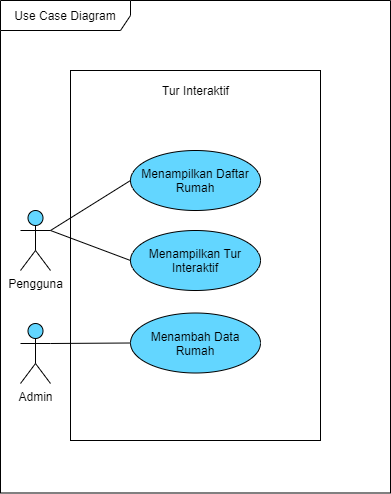 Use Case Diagram
Tur Interaktif
Menampilkan Daftar
Rumah
Menampilkan Tur
Interaktif
Pengguna
Menambah Data
Rumah
Admin